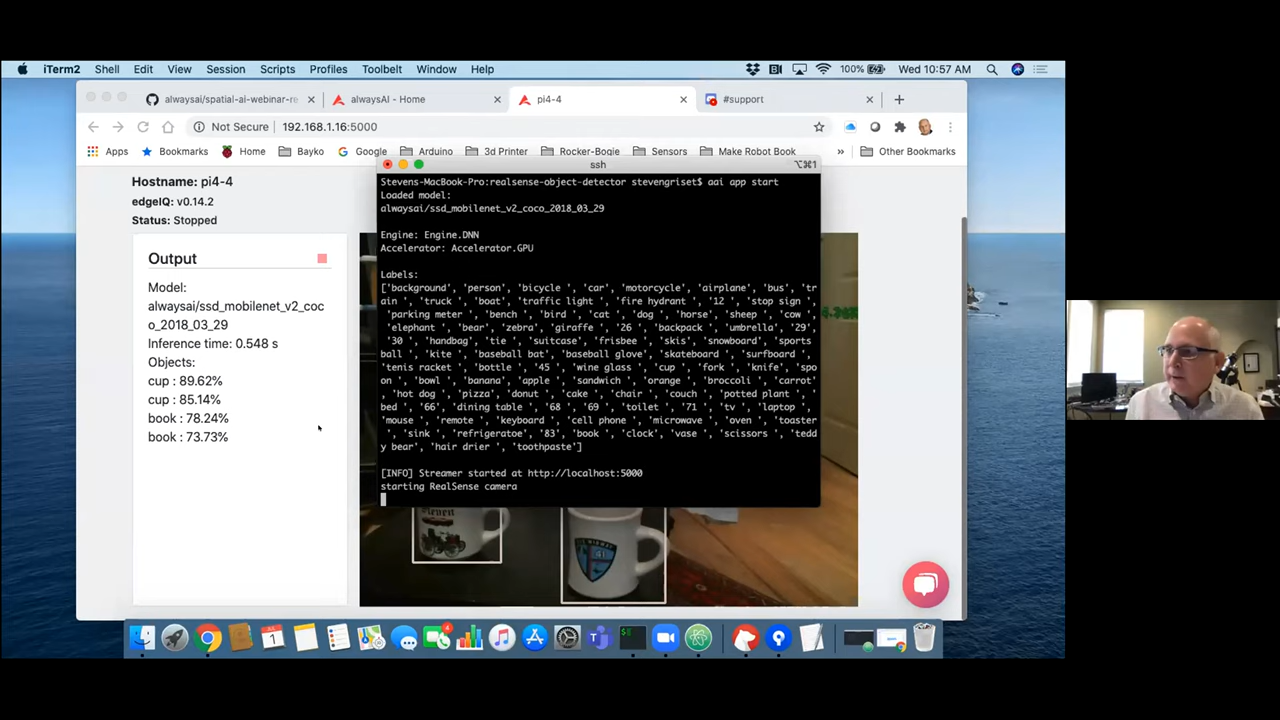 iTerm2 Shell Edit View Session Scripts Profiles Toolbelt Window Help 100% Wed 10:57 AM
alwaysai/spatial-ai-webinar-re alwaysAI - Home pi4-4 #support
Not Secure 192.168.1.16:5000
Apps Bookmarks Home Bayko Google Arduino 3d Printer Rocker-Bogie Sensors Make Robot Book » Other Bookmarks
Hostname: pi4-4
edgeIQ: v0.14.2
Status: Stopped
Output
Model:
alwaysai/ssd_mobilenet_v2_coc
o_2018_03_29
Inference time: 0.548 s
Objects:
cup : 89.62%
cup : 85.14%
book : 78.24%
book : 73.73%
ssh ⌥⌘1
Stevens-MacBook-Pro:realsense-object-detector stevengriset$ aai app start
Loaded model:
alwaysai/ssd_mobilenet_v2_coco_2018_03_29
Engine: Engine.DNN
Accelerator: Accelerator.GPU
Labels:
['background', 'person', 'bicycle ', 'car', 'motorcycle', 'airplane', 'bus', 'tr
ain ', 'truck ', 'boat', 'traffic light ', 'fire hydrant ', '12 ', 'stop sign ',
'parking meter ', 'bench ', 'bird ', 'cat ', 'dog ', 'horse', 'sheep ', 'cow ',
'elephant ', 'bear', 'zebra', 'giraffe ', '26 ', 'backpack ', 'umbrella', '29',
'30 ', 'handbag', 'tie ', 'suitcase', 'frisbee ', 'skis', 'snowboard', 'sports
ball ', 'kite ', 'baseball bat', 'baseball glove', 'skateboard ', 'surfboard ',
'tenis racket ', 'bottle ', '45 ', 'wine glass ', 'cup ', 'fork ', 'knife', 'spo
on ', 'bowl ', 'banana', 'apple ', 'sandwich ', 'orange ', 'broccoli ', 'carrot'
, 'hot dog ', 'pizza', 'donut ', 'cake ', 'chair ', 'couch ', 'potted plant ', '
bed ', '66', 'dining table ', '68 ', '69 ', 'toilet ', '71 ', 'tv ', 'laptop ',
'mouse ', 'remote ', 'keyboard ', 'cell phone ', 'microwave ', 'oven ', 'toaster
', 'sink ', 'refrigeratoe ', '83', 'book ', 'clock', 'vase ', 'scissors ', 'tedd
y bear', 'hair drier ', 'toothpaste']
[INFO] Streamer started at http://localhost:5000
starting RealSense camera